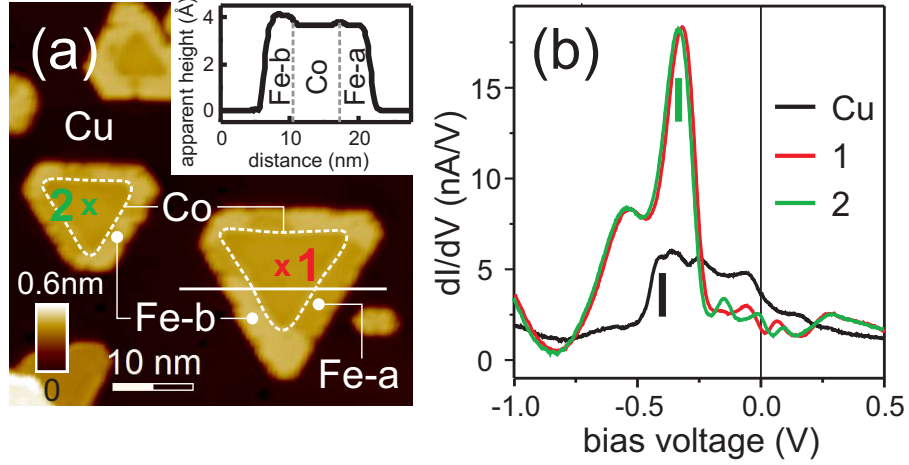 (a)
apparent height (Å)
4
2
0
Fe-b
Co
Fe-a
0
10
20
distance (nm)
Cu
2 x
Co
x 1
0.6nm
0
Fe-b
Fe-a
10 nm
(b)
dI/dV (nA/V)
15
10
5
0
Cu
1
2
-1.0
-0.5
0.0
0.5
bias voltage (V)